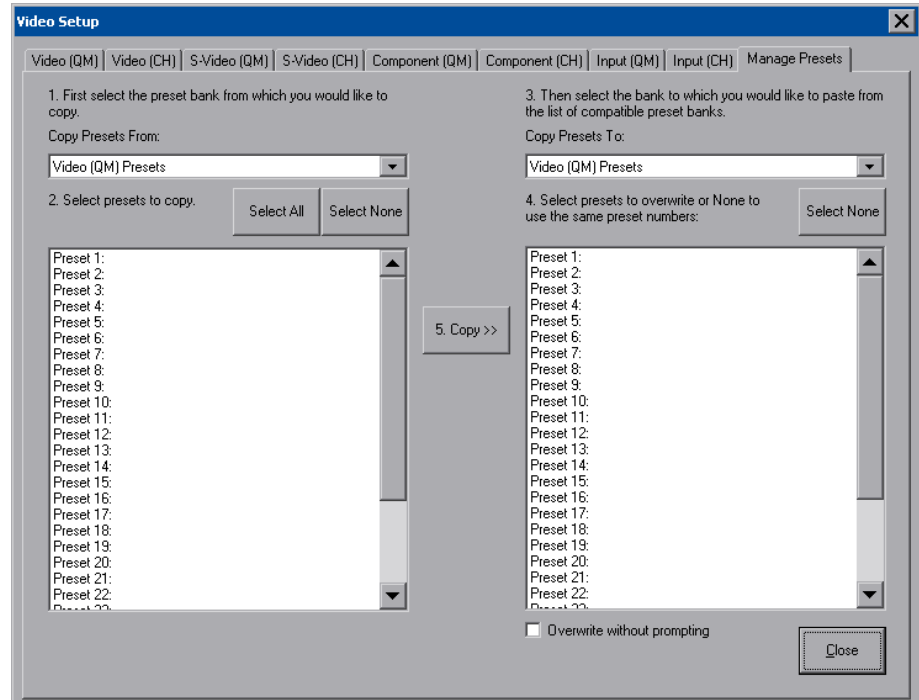 Video Setup
Video (QM) Video (CH) S-Video (QM) S-Video (CH) Component (QM) Component (CH) Input (QM) Input (CH) Manage Presets
1. First select the preset bank from which you would like to
copy.
Copy Presets From:
Video (QM) Presets
2. Select presets to copy.
Select All
Select None
Preset 1:
Preset 2:
Preset 3:
Preset 4:
Preset 5:
Preset 6:
Preset 7:
Preset 8:
Preset 9:
Preset 10:
Preset 11:
Preset 12:
Preset 13:
Preset 14:
Preset 15:
Preset 16:
Preset 17:
Preset 18:
Preset 19:
Preset 20:
Preset 21:
Preset 22:
5. Copy >>
3. Then select the bank to which you would like to paste from
the list of compatible preset banks.
Copy Presets To:
Video (QM) Presets
4. Select presets to overwrite or None to
use the same preset numbers:
Select None
Preset 1:
Preset 2:
Preset 3:
Preset 4:
Preset 5:
Preset 6:
Preset 7:
Preset 8:
Preset 9:
Preset 10:
Preset 11:
Preset 12:
Preset 13:
Preset 14:
Preset 15:
Preset 16:
Preset 17:
Preset 18:
Preset 19:
Preset 20:
Preset 21:
Preset 22:
Overwrite without prompting
Close